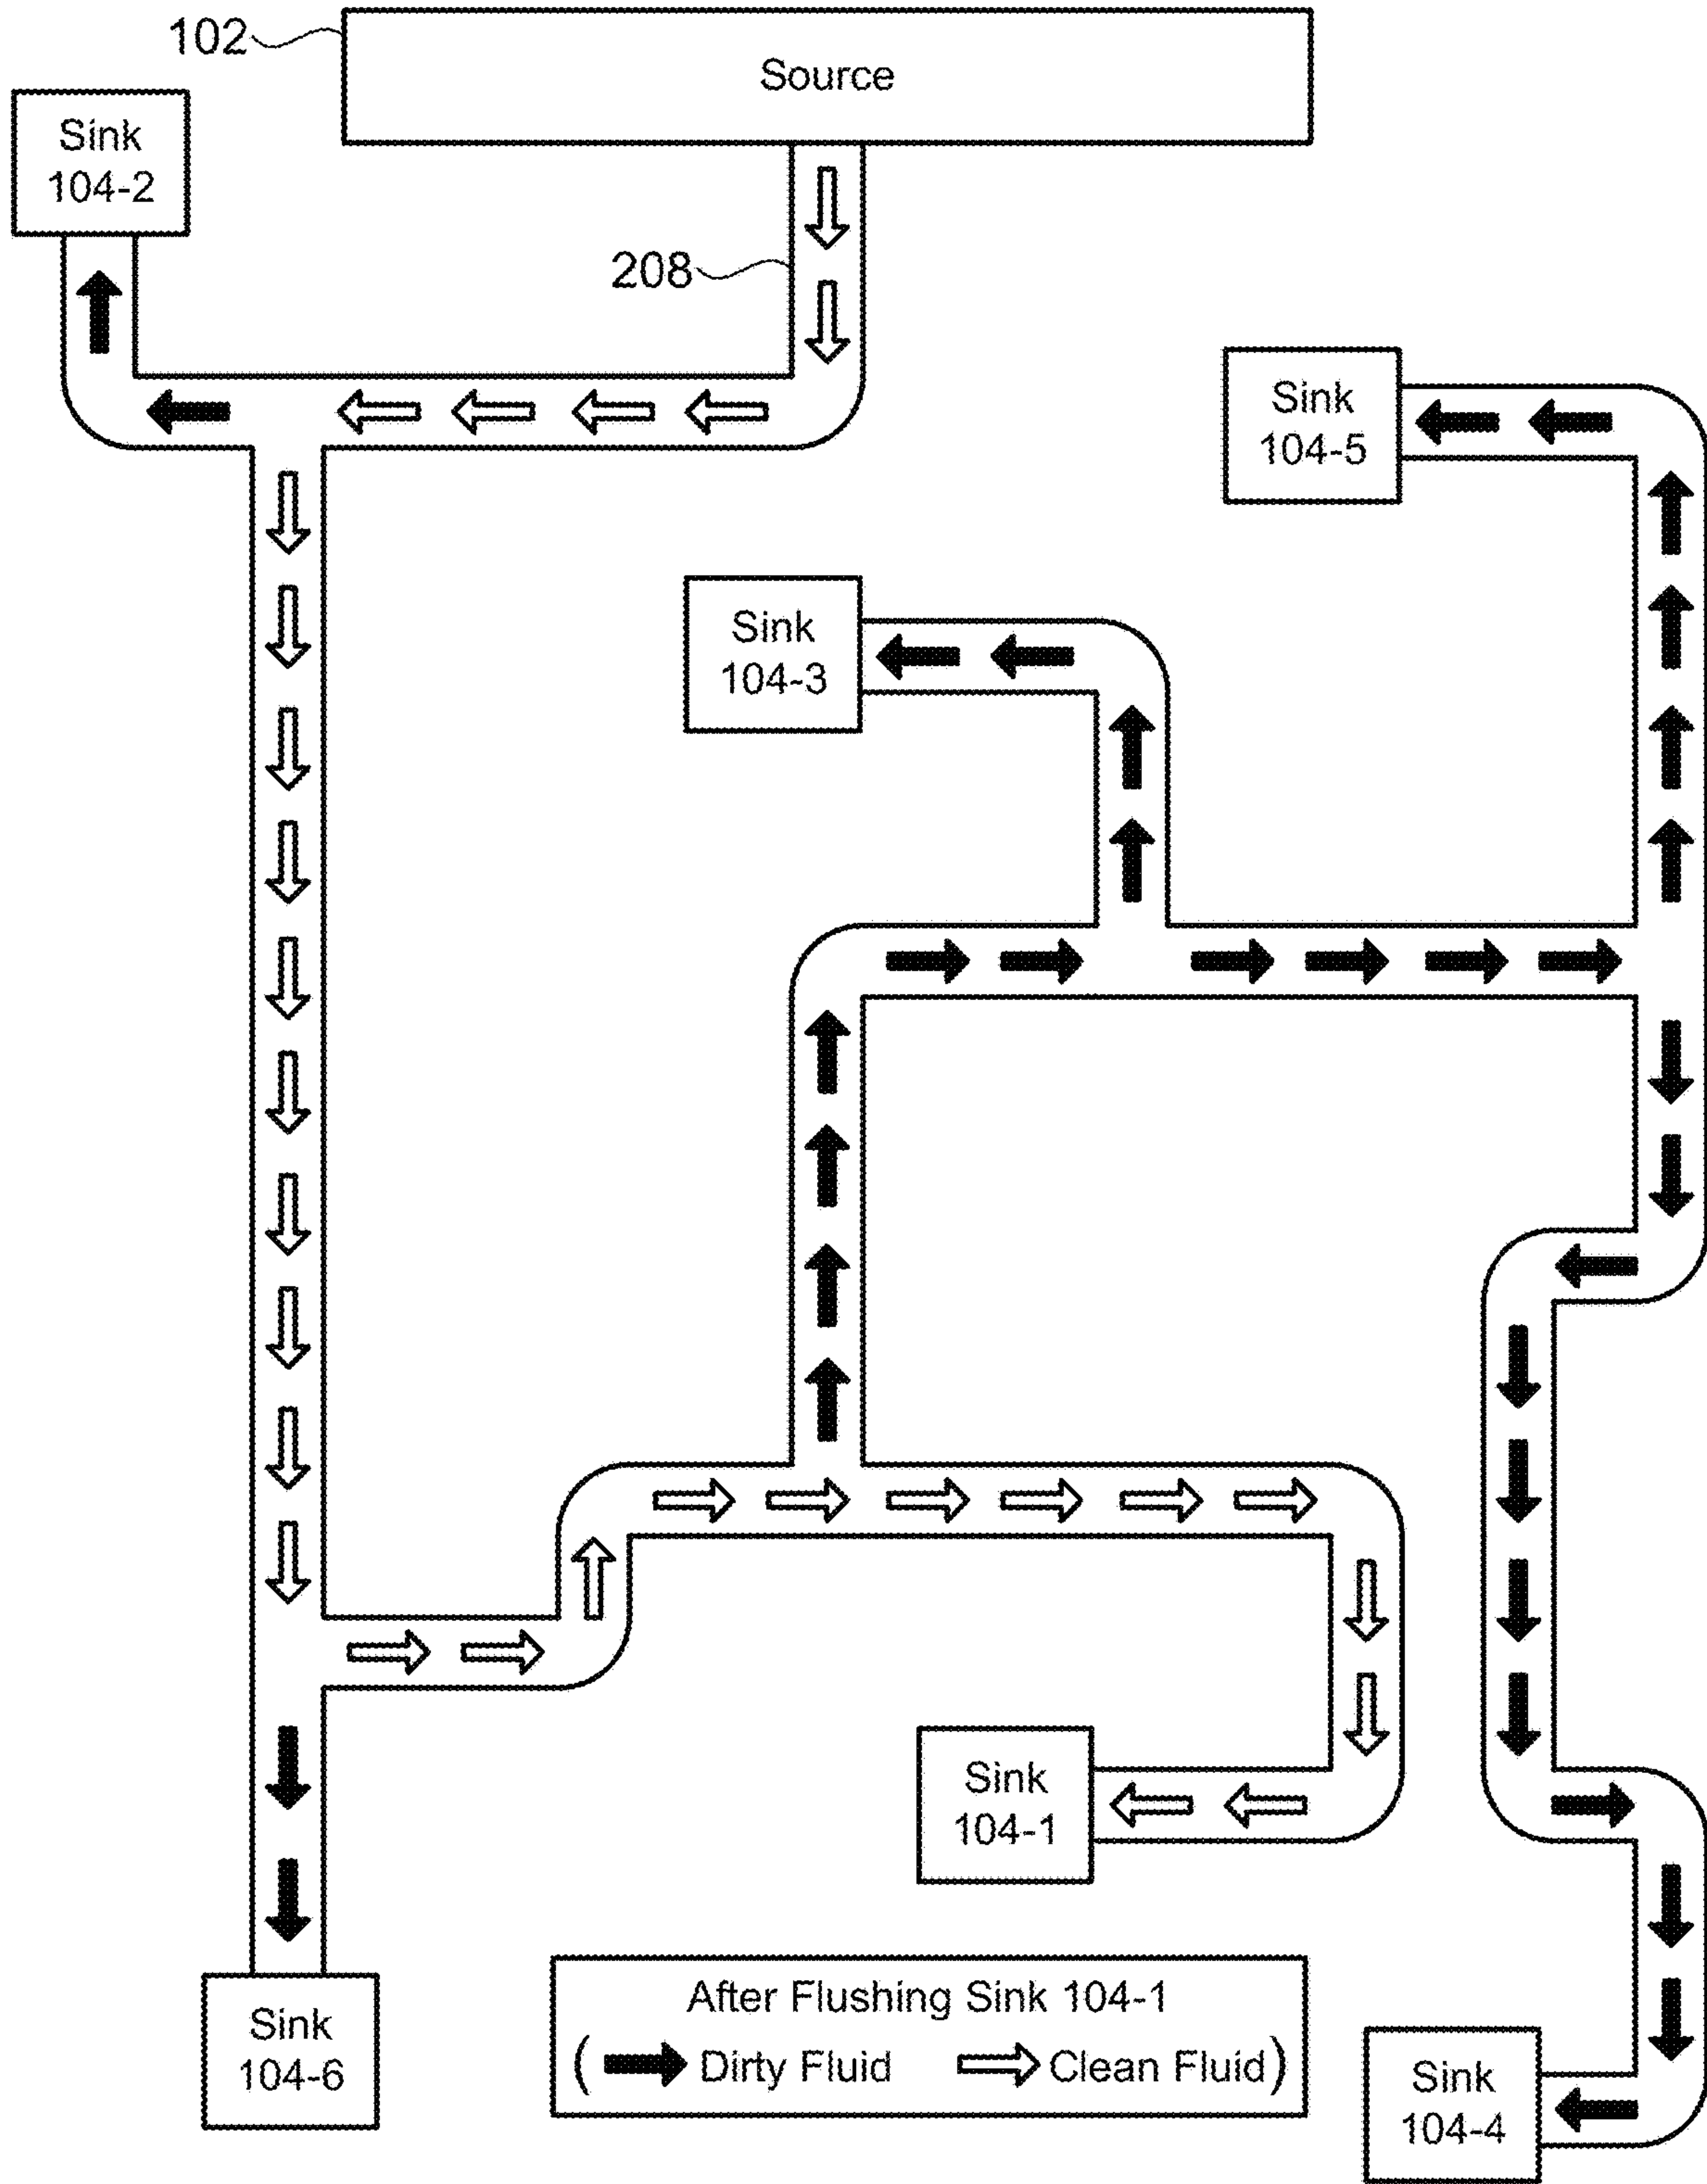 102
Source
Sink
104-2
208
Sink
104-5
Sink
104-3
Sink
104-1
Sink
104-6
After Flushing Sink 104-1
( Dirty Fluid Clean Fluid)
Sink
104-4